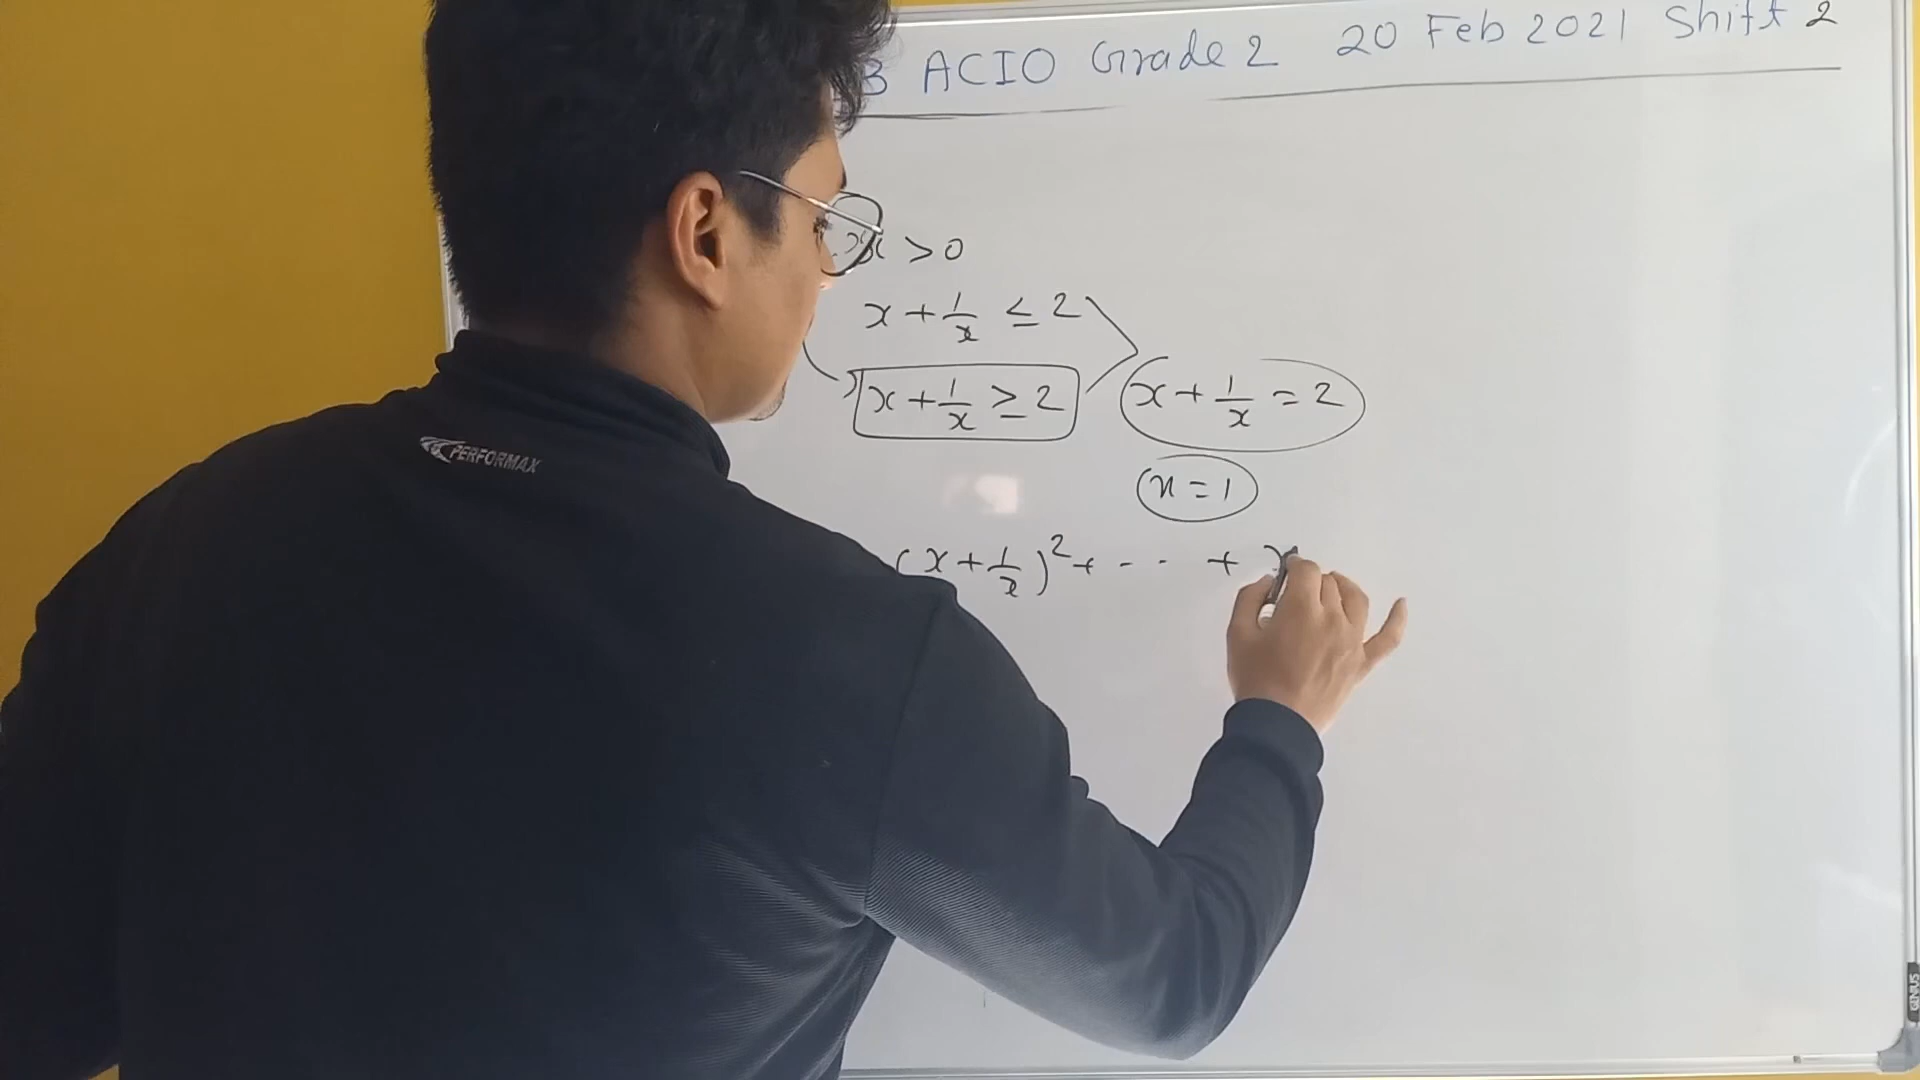 B ACIO Grade 2 20 Feb 2021 Shift 2
x > 0
x + 1/x ≤ 2
x + 1/x ≥ 2
x + 1/x = 2
x = 1
(x + 1/x)² + - - +
PERFORMAX
GENIUS